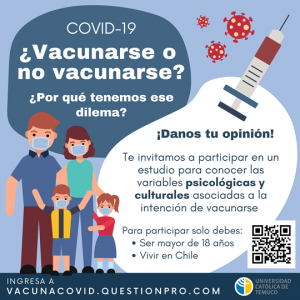 COVID-19
¿Vacunarse o
no vacunarse?
¿Por qué tenemos ese
dilema?
¡Danos tu opinión!
Te invitamos a participar en un
estudio para conocer las
variables psicológicas y
culturales asociadas a la
intención de vacunarse
Para participar solo debes:
• Ser mayor de 18 años
• Vivir en Chile
INGRESA A
VACUNACOVID.QUESTIONPRO.COM
UNIVERSIDAD
CATÓLICA DE
TEMUCO